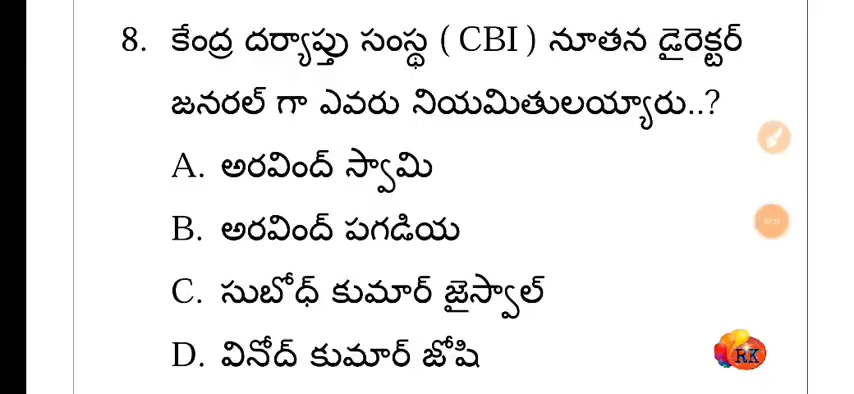 8. కేంద్ర దర్యాప్తు సంస్థ ( CBI ) నూతన డైరెక్టర్
జనరల్ గా ఎవరు నియమితులయ్యారు..?
A. అరవింద్ స్వామి
B. అరవింద్ పగడియ
C. సుబోధ్ కుమార్ జైస్వాల్
D. వినోద్ కుమార్ జోషి
RK